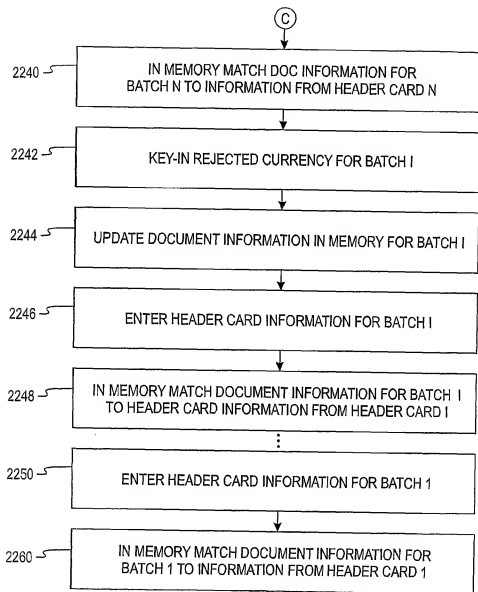 C
2240
IN MEMORY MATCH DOC INFORMATION FOR
BATCH N TO INFORMATION FROM HEADER CARD N
2242
KEY-IN REJECTED CURRENCY FOR BATCH I
2244
UPDATE DOCUMENT INFORMATION IN MEMORY FOR BATCH I
2246
ENTER HEADER CARD INFORMATION FOR BATCH I
2248
IN MEMORY MATCH DOCUMENT INFORMATION FOR BATCH I
TO HEADER CARD INFORMATION FROM HEADER CARD I
2250
ENTER HEADER CARD INFORMATION FOR BATCH 1
2260
IN MEMORY MATCH DOCUMENT INFORMATION FOR
BATCH 1 TO INFORMATION FROM HEADER CARD 1